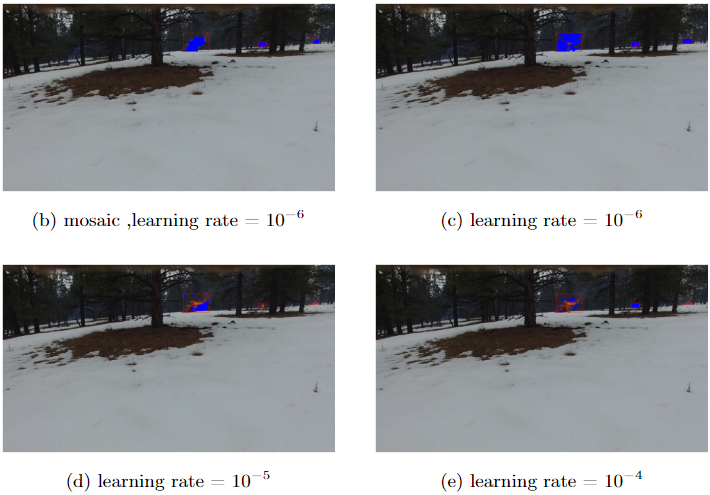 (b) mosaic ,learning rate = 10⁻⁶
(c) learning rate = 10⁻⁶
(d) learning rate = 10⁻⁵
(e) learning rate = 10⁻⁴